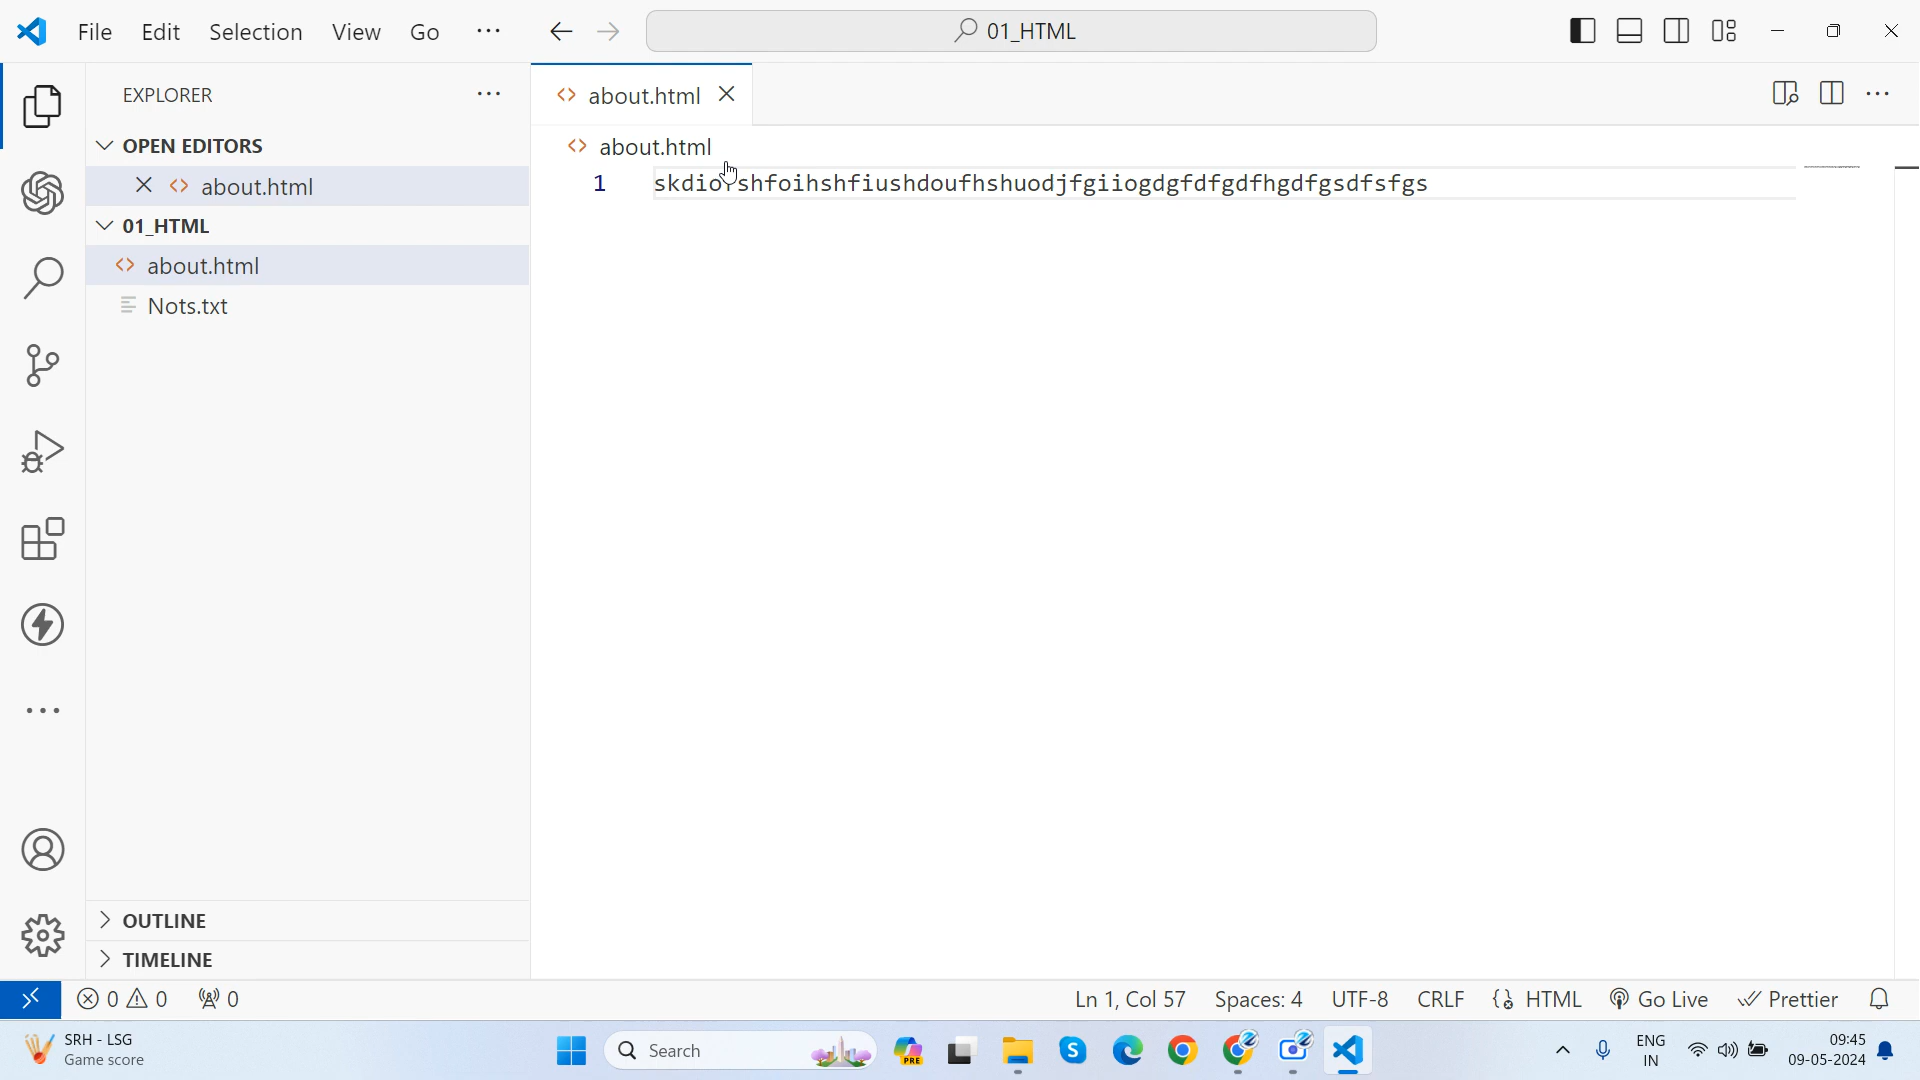 File Edit Selection View Go ··· 01_HTML
EXPLORER ···
about.html
OPEN EDITORS
about.html
about.html
1 
01_HTML
about.html
Nots.txt
OUTLINE
TIMELINE
0 0 0 Ln 1, Col 57 Spaces: 4 UTF-8 CRLF HTML Go Live Prettier
SRH - LSG
Game score
Search
PRE
ENG
IN
09:45
09-05-2024